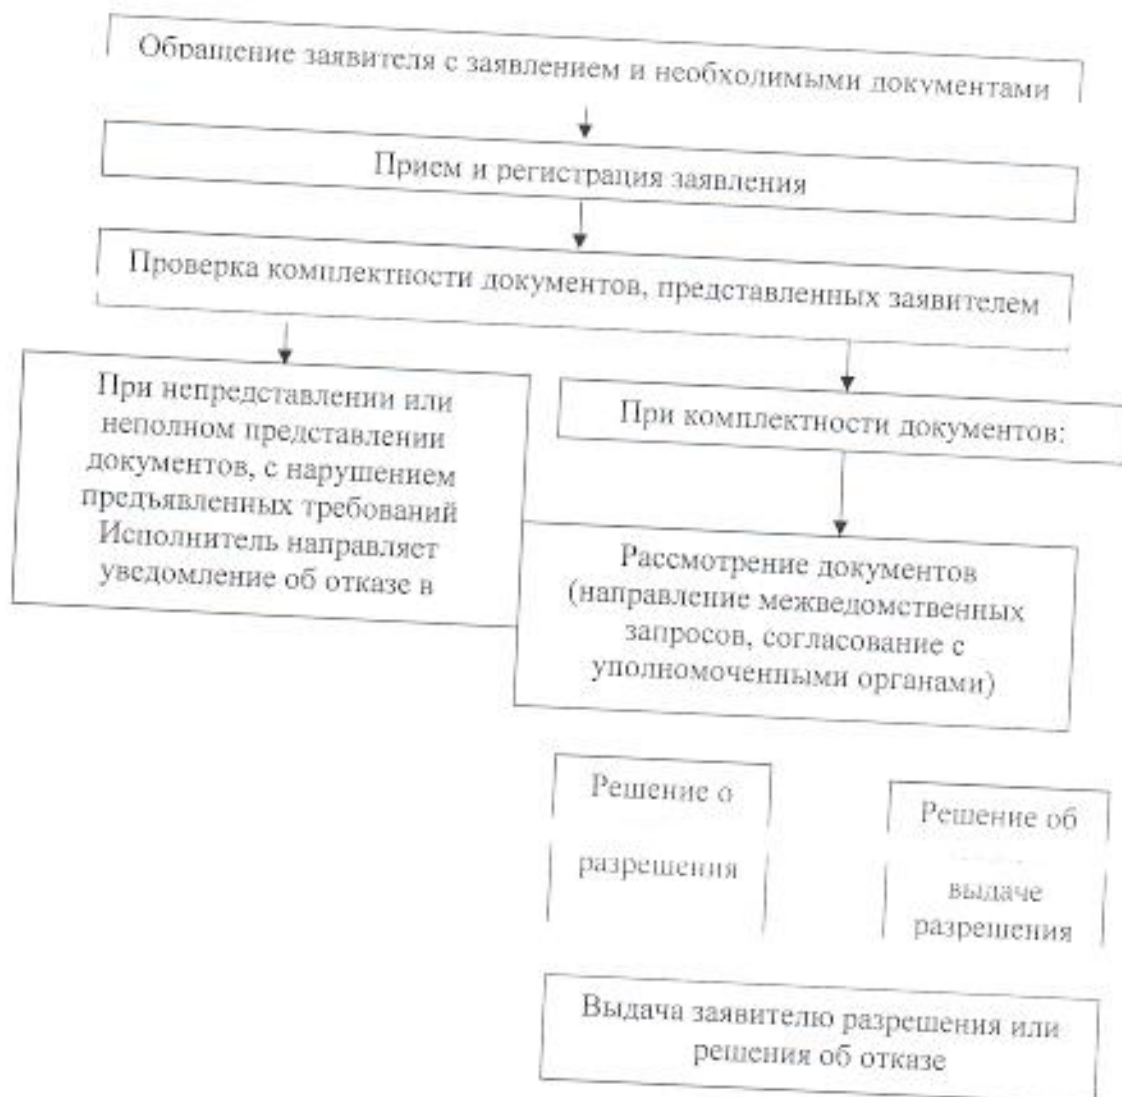 Обращение заявителя с заявлением и необходимыми документами
Прием и регистрация заявления
Проверка комплектности документов, представленных заявителем
При непредставлении или
неполном представлении
документов, с нарушением
предъявленных требований
Исполнитель направляет
уведомление об отказе в
При комплектности документов:
Рассмотрение документов
(направление межведомственных
запросов, согласование с
уполномоченными органами)
Решение о
разрешения
Решение об
выдаче
разрешения
Выдача заявителю разрешения или
решения об отказе